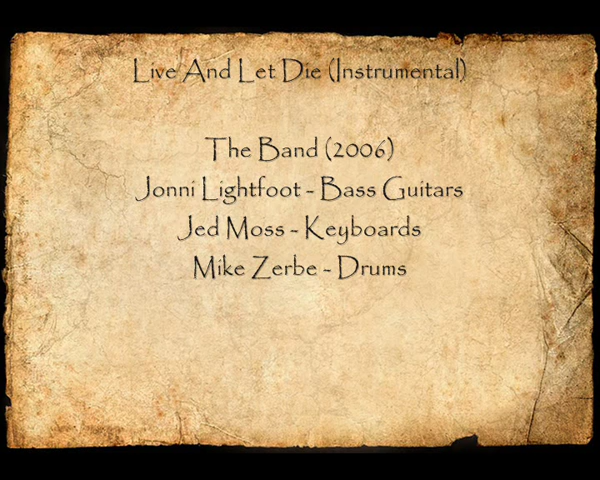 Live And Let Die (Instrumental)
The Band (2006)
Jonni Lightfoot - Bass Guitars
Jed Moss - Keyboards
Mike Zerbe - Drums